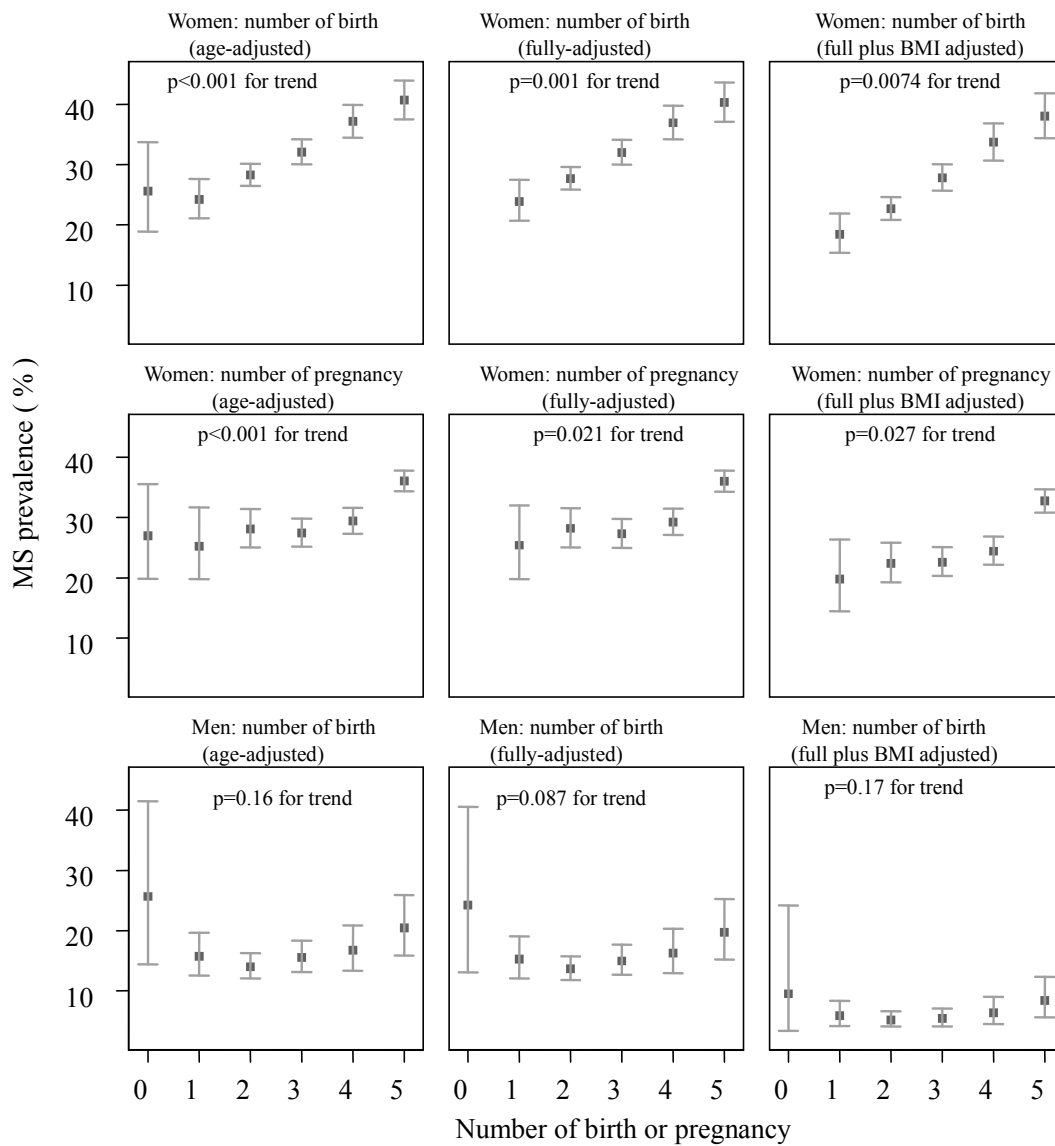 Women: number of birth
(age-adjusted)
Women: number of birth
(fully-adjusted)
Women: number of birth
(full plus BMI adjusted)
p<0.001 for trend
p=0.001 for trend
p=0.0074 for trend
40
30
20
10
Women: number of pregnancy
(age-adjusted)
Women: number of pregnancy
(fully-adjusted)
Women: number of pregnancy
(full plus BMI adjusted)
p<0.001 for trend
p=0.021 for trend
p=0.027 for trend
40
30
20
10
MS prevalence ( % )
Men: number of birth
(age-adjusted)
Men: number of birth
(fully-adjusted)
Men: number of birth
(full plus BMI adjusted)
p=0.16 for trend
p=0.087 for trend
p=0.17 for trend
40
30
20
10
0 1 2 3 4 5
0 1 2 3 4 5
0 1 2 3 4 5
Number of birth or pregnancy